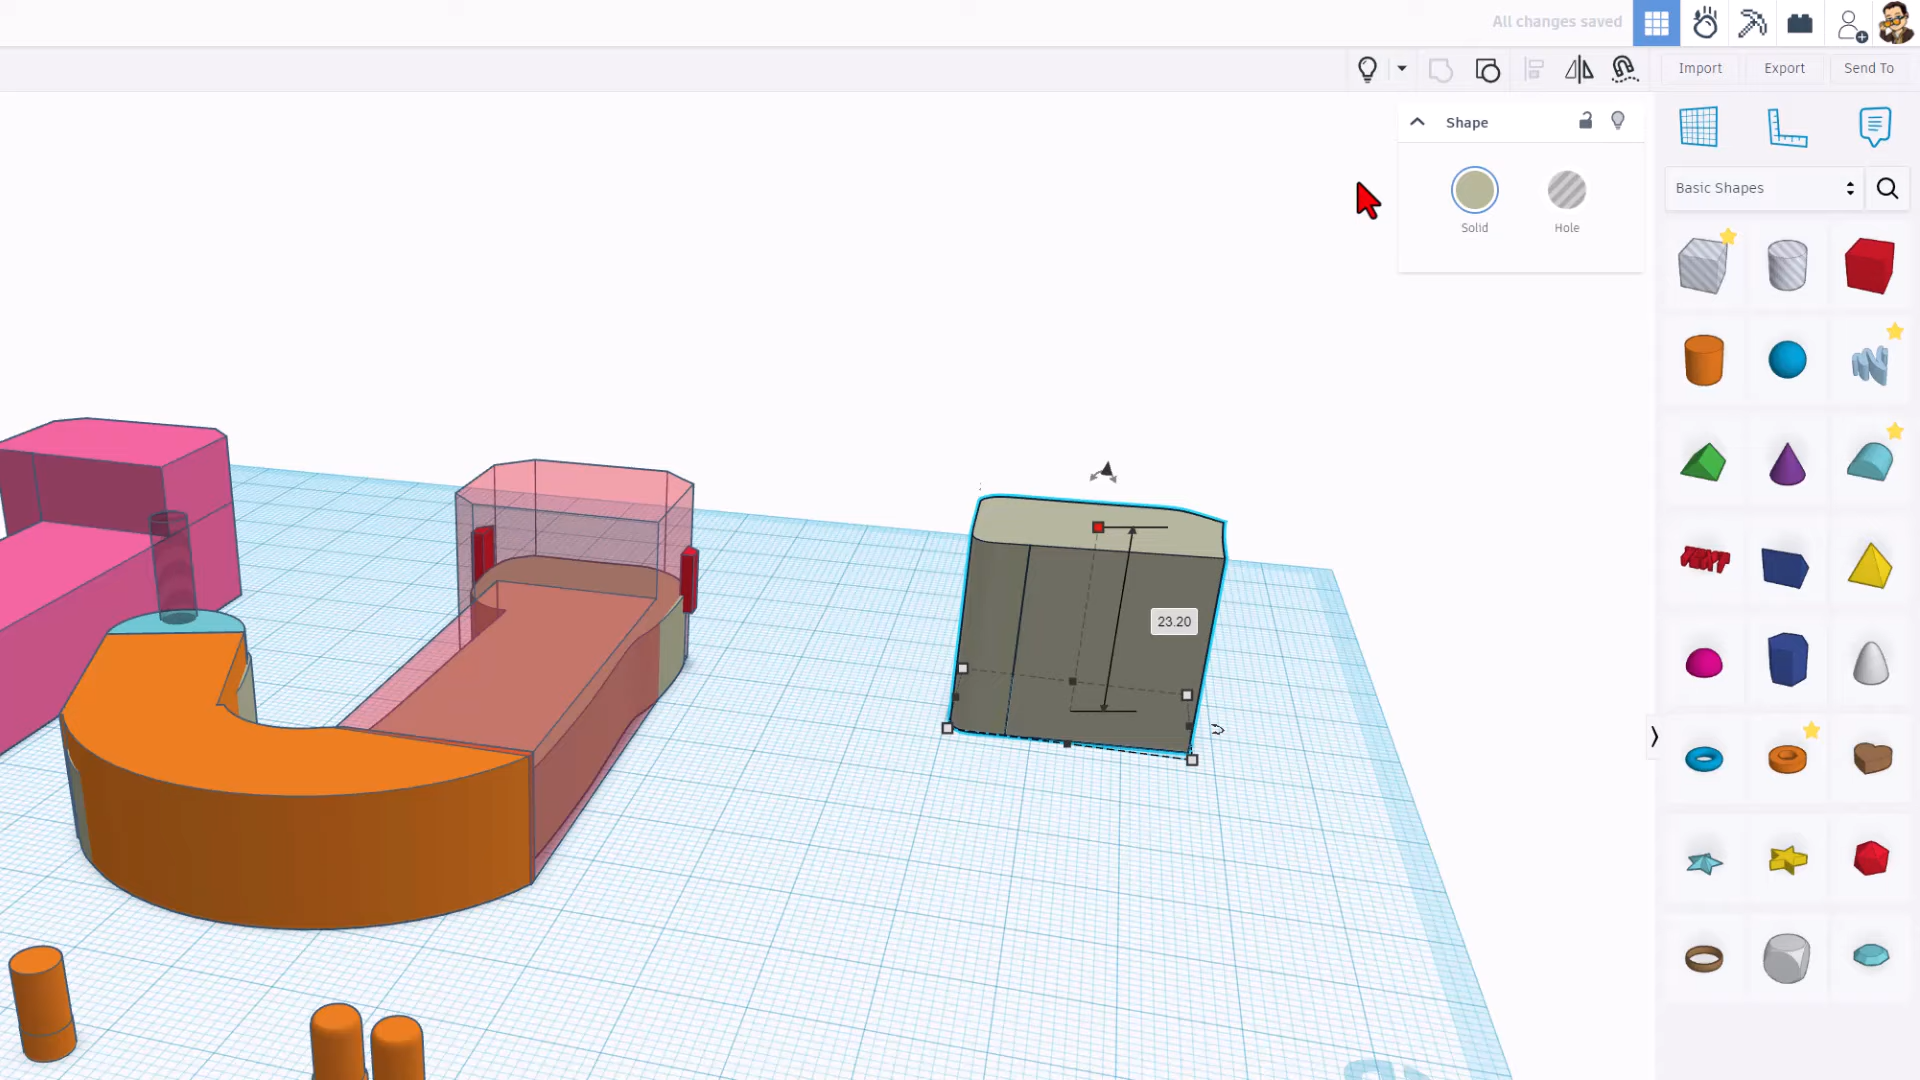 All changes saved
Import
Export
Send To
Shape
Solid
Hole
Basic Shapes
23.20